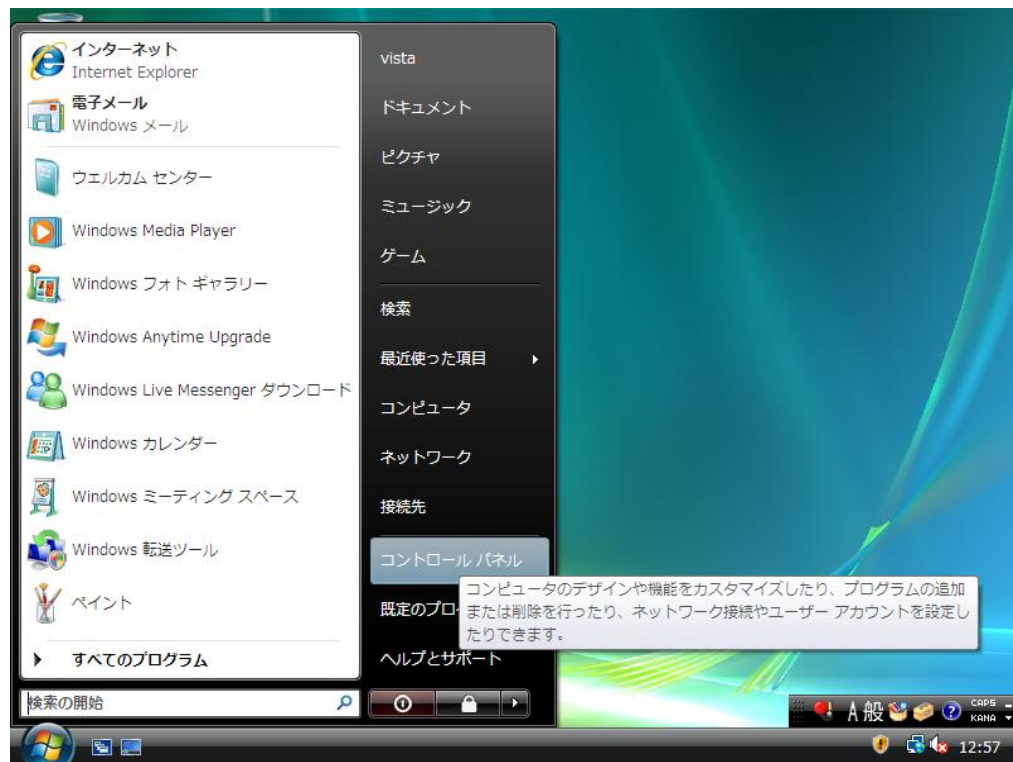 インターネット
Internet Explorer
電子メール
Windows メール
ウェルカム センター
Windows Media Player
Windows フォト ギャラリー
Windows Anytime Upgrade
Windows Live Messenger ダウンロード
Windows カレンダー
Windows ミーティング スペース
Windows 転送ツール
ペイント
すべてのプログラム
検索の開始
vista
ドキュメント
ピクチャ
ミュージック
ゲーム
検索
最近使った項目
コンピュータ
ネットワーク
接続先
コントロール パネル
コンピュータのデザインや機能をカスタマイズしたり、プログラムの追加
または削除を行ったり、ネットワーク接続やユーザー アカウントを設定し
たりできます。
既定のプロ
ヘルプとサポート
A 般
CAPS
KANA
12:57